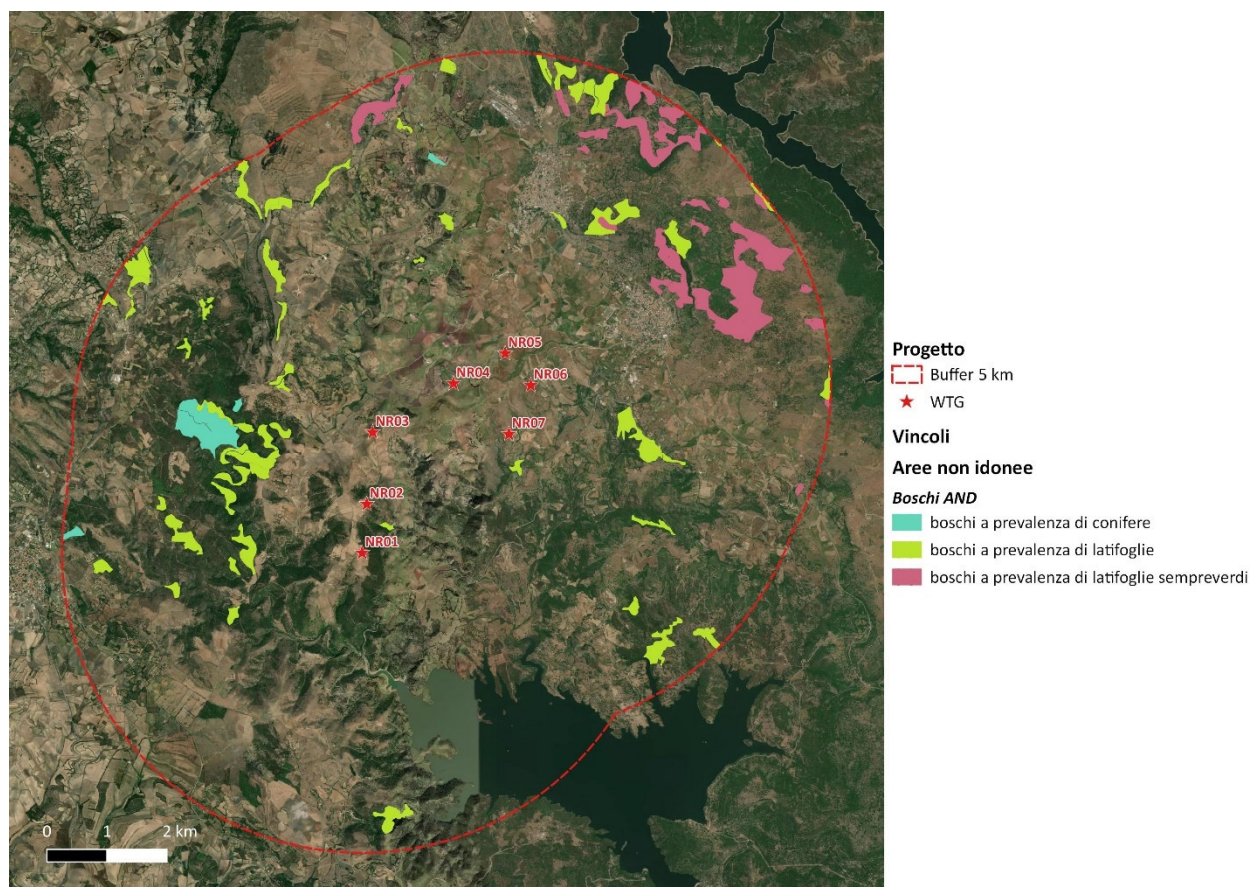 NR05
NR04
NR06
NR03
NR07
NR02
NR01
0 1 2 km
Progetto
Buffer 5 km
WTG
Vincoli
Aree non idonee
Boschi AND
boschi a prevalenza di conifere
boschi a prevalenza di latifoglie
boschi a prevalenza di latifoglie sempreverdi